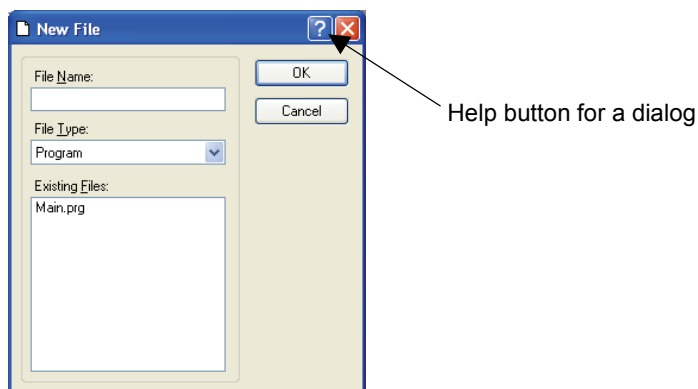 New File
?
File Name:
OK
Cancel
Help button for a dialog
File Type:
Program
Existing Files:
Main.prg